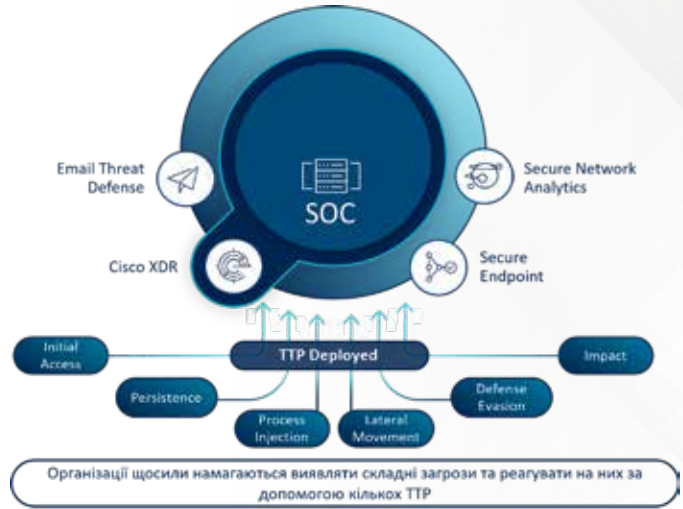 Email Threat
Defense
Secure Network
Analytics
SOC
Cisco XDR
Secure
Endpoint
Initial
Access
TTP Deployed
Impact
Persistence
Defense
Evasion
Process
Injection
Lateral
Movement
Організації щосили намагаються виявляти складні загрози та реагувати на них за
допомогою кількох ТТР